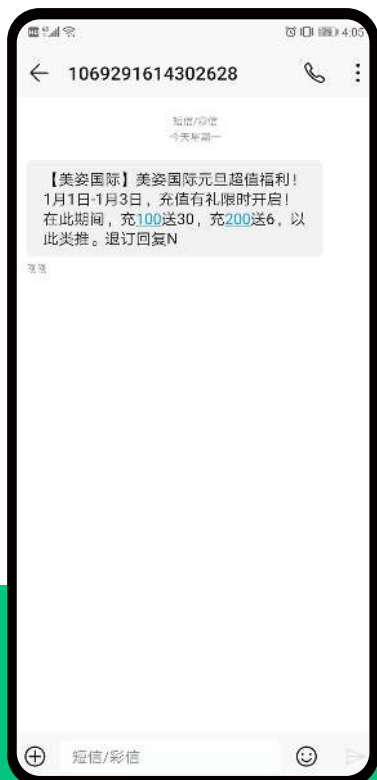 4:05
1069291614302628
短信/彩信
今天星期一
【美姿国际】美姿国际元旦超值福利!
1月1日-1月3日，充值有礼限时开启!
在此期间，充100送30，充200送6，以
此类推。退订回复N
短信/彩信